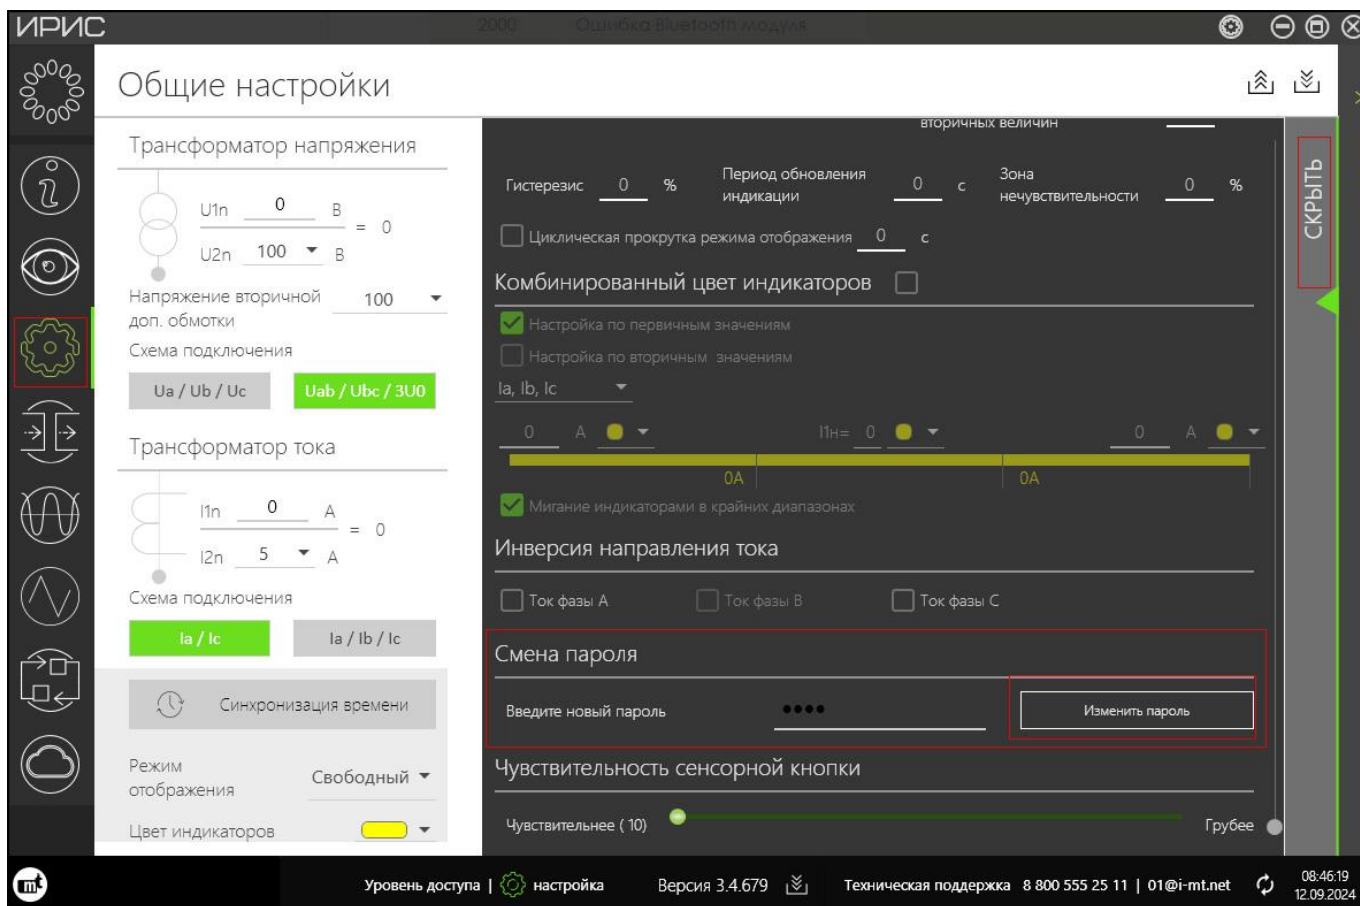 ИРИС
2000 Ошибка Bluetooth модуля
Общие настройки
Трансформатор напряжения
U1n 0 В
= 0
U2n 100 В
Напряжение вторичной
доп. обмотки
100
Схема подключения
Ua / Ub / Uc
Uab / Ubc / 3U0
Трансформатор тока
I1n 0 А
= 0
I2n 5 А
Схема подключения
Ia / Ic
Ia / Ib / Ic
Синхронизация времени
Режим
отображения
Свободный
Цвет индикаторов
вторичных величин
Гистерезис 0 %
Период обновления
индикации
0 с
Зона
нечувствительности
0 %
Циклическая прокрутка режима отображения 0 с
Комбинированный цвет индикаторов
Настройка по первичным значениям
Настройка по вторичным значениям
Ia, Ib, Ic
0 А
I1н= 0
0 А
0А
0А
Мигание индикаторами в крайних диапазонах
Инверсия направления тока
Ток фазы А
Ток фазы В
Ток фазы С
Смена пароля
Введите новый пароль
••••
Изменить пароль
Чувствительность сенсорной кнопки
Чувствительнее ( 10)
Грубее
СКРЫТЬ
mt
Уровень доступа | настройка
Версия 3.4.679
Техническая поддержка 8 800 555 25 11 | 01@i-mt.net
08:46:19
12.09.2024